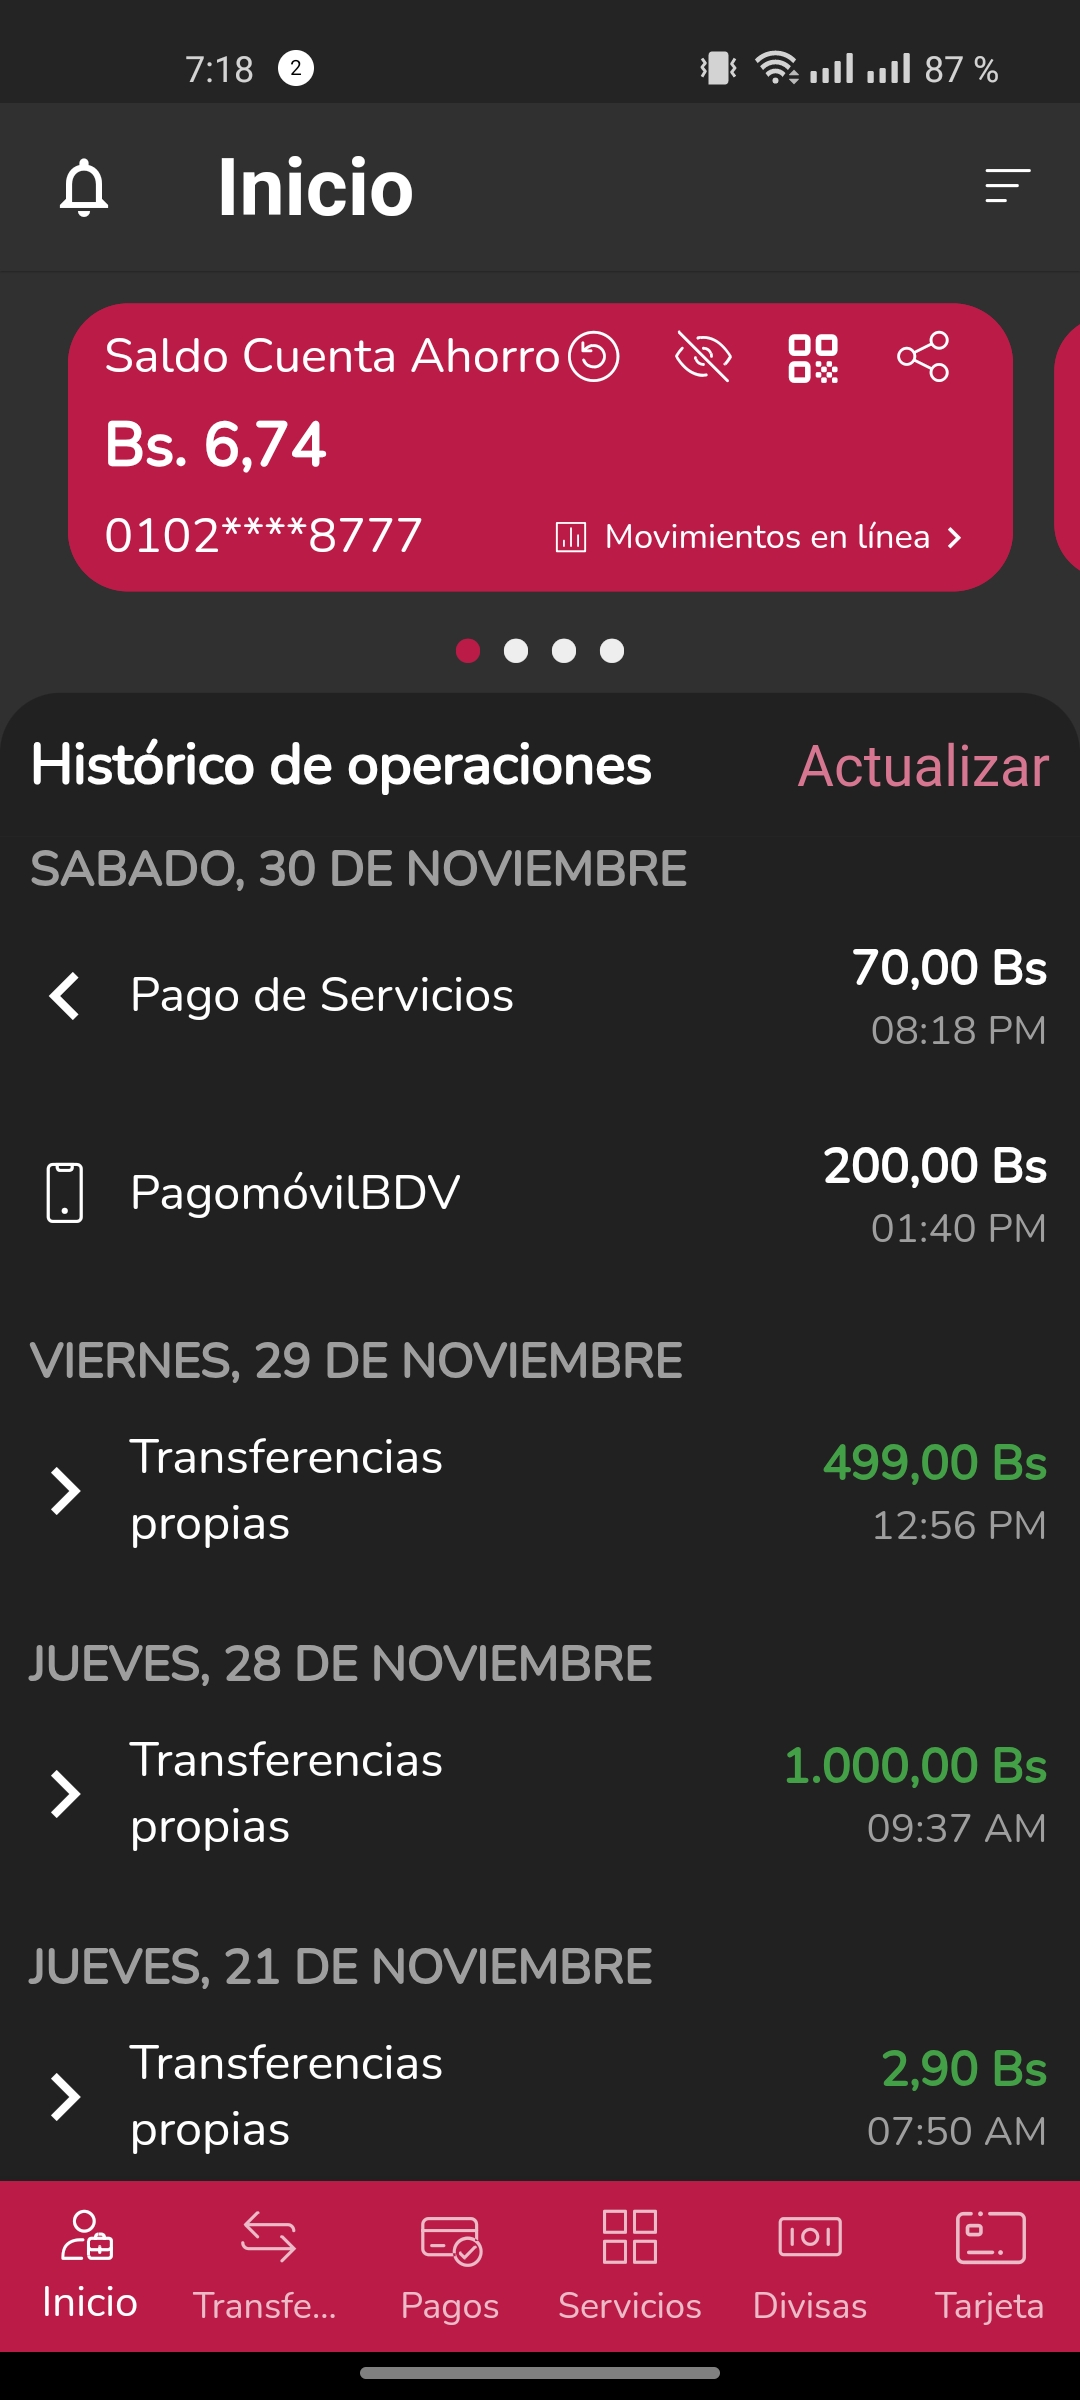 7:18 2 87 %
Inicio
Saldo Cuenta Ahorro
Bs. 6,74
0102****8777 Movimientos en línea
Histórico de operaciones Actualizar
SABADO, 30 DE NOVIEMBRE
Pago de Servicios 70,00 Bs
08:18 PM
PagomóvilBDV 200,00 Bs
01:40 PM
VIERNES, 29 DE NOVIEMBRE
Transferencias propias 499,00 Bs
12:56 PM
JUEVES, 28 DE NOVIEMBRE
Transferencias propias 1.000,00 Bs
09:37 AM
JUEVES, 21 DE NOVIEMBRE
Transferencias propias 2,90 Bs
07:50 AM
Inicio Transfe... Pagos Servicios Divisas Tarjeta